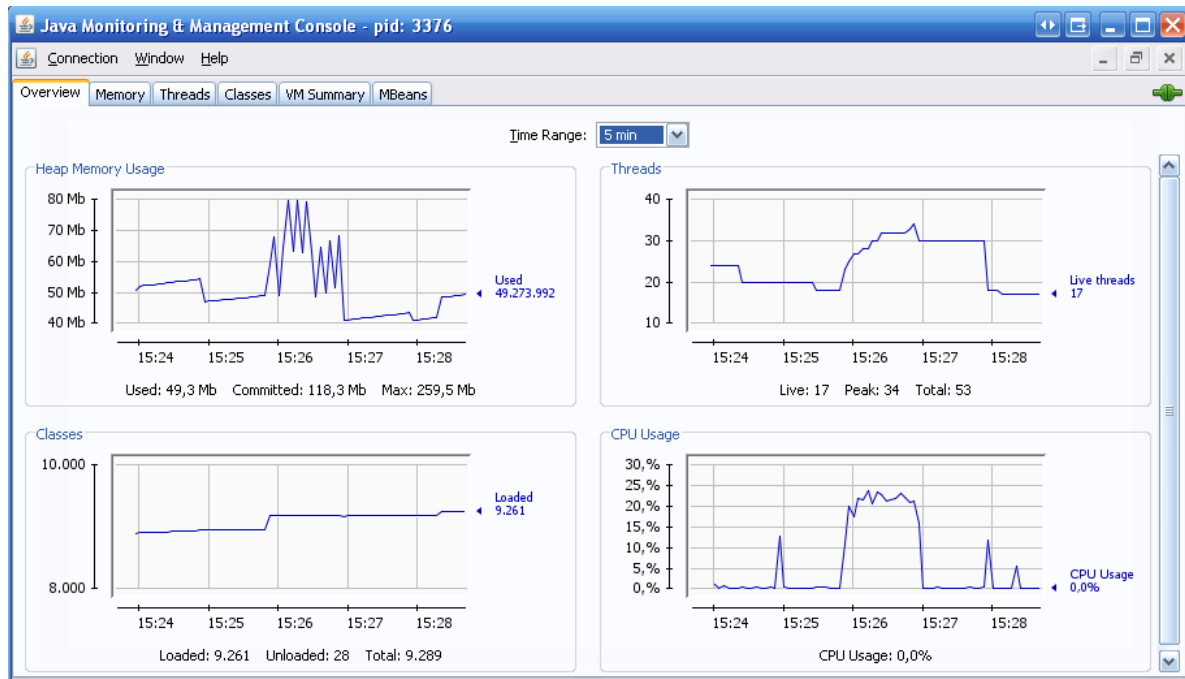 Java Monitoring & Management Console - pid: 3376
Connection Window Help
Overview Memory Threads Classes VM Summary MBeans
Time Range: 5 min
Heap Memory Usage
80 Mb
70 Mb
60 Mb
50 Mb
40 Mb
Used
49.273.992
15:24 15:25 15:26 15:27 15:28
Used: 49,3 Mb Committed: 118,3 Mb Max: 259,5 Mb
Threads
40
30
20
10
Live threads
17
15:24 15:25 15:26 15:27 15:28
Live: 17 Peak: 34 Total: 53
Classes
10.000
8.000
Loaded
9.261
15:24 15:25 15:26 15:27 15:28
Loaded: 9.261 Unloaded: 28 Total: 9.289
CPU Usage
30,%
25,%
20,%
15,%
10,%
5,%
0,%
CPU Usage
0,0%
15:24 15:25 15:26 15:27 15:28
CPU Usage: 0,0%